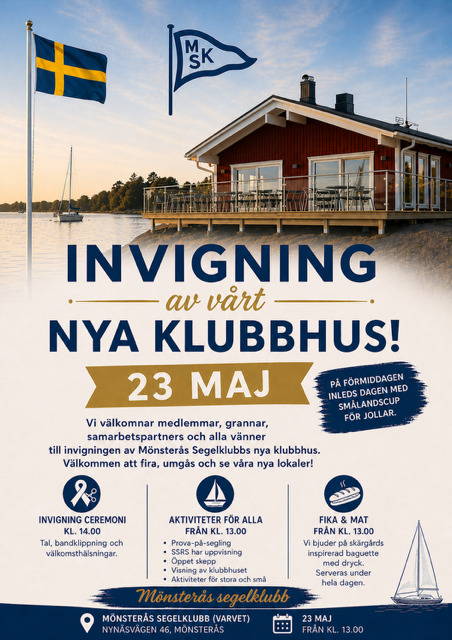 MSK
INVIGNING
av vårt
NYA KLUBBHUS!
23 MAJ
PÅ FÖRMIDDAGEN
INLEDS DAGEN MED
SMÅLANDSCUP
FÖR JOLLAR.
Vi välkomnar medlemmar, grannar,
samarbetspartners och alla vänner
till invigningen av Mönsterås Segelklubbs nya klubbhus.
Välkommen att fira, umgås och se våra nya lokaler!
INVIGNING CEREMONI
KL. 14.00
Tal, bandklippning och
välkomsthälsningar.
AKTIVITETER FÖR ALLA
FRÅN KL. 13.00
• Prova-på-segling
• SSRS har uppvisning
• Öppet skepp
• Visning av klubbhuset
• Aktiviteter för stora och små
FIKA & MAT
FRÅN KL. 13.00
Vi bjuder på skärgårds
inspirerad baguette
med dryck.
Serveras under
hela dagen.
Mönsterås segelklubb
MÖNSTERÅS SEGELKLUBB (VARVET)
NYNÄSVÄGEN 46, MÖNSTERÅS
23 MAJ
FRÅN KL. 13.00